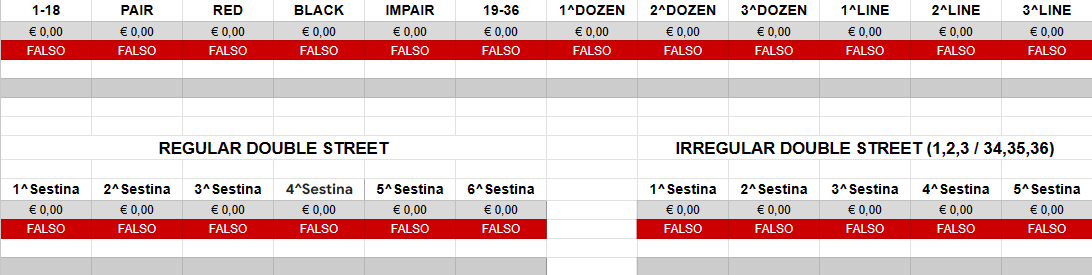 1-18 PAIR RED BLACK IMPAIR 19-36 1^DOZEN 2^DOZEN 3^DOZEN 1^LINE 2^LINE 3^LINE
€ 0,00 € 0,00 € 0,00 € 0,00 € 0,00 € 0,00 € 0,00 € 0,00 € 0,00 € 0,00 € 0,00 € 0,00
FALSO FALSO FALSO FALSO FALSO FALSO FALSO FALSO FALSO FALSO FALSO FALSO
REGULAR DOUBLE STREET IRREGULAR DOUBLE STREET (1,2,3 / 34,35,36)
1^Sestina 2^Sestina 3^Sestina 4^Sestina 5^Sestina 6^Sestina 1^Sestina 2^Sestina 3^Sestina 4^Sestina 5^Sestina
€ 0,00 € 0,00 € 0,00 € 0,00 € 0,00 € 0,00 € 0,00 € 0,00 € 0,00 € 0,00 € 0,00
FALSO FALSO FALSO FALSO FALSO FALSO FALSO FALSO FALSO FALSO FALSO